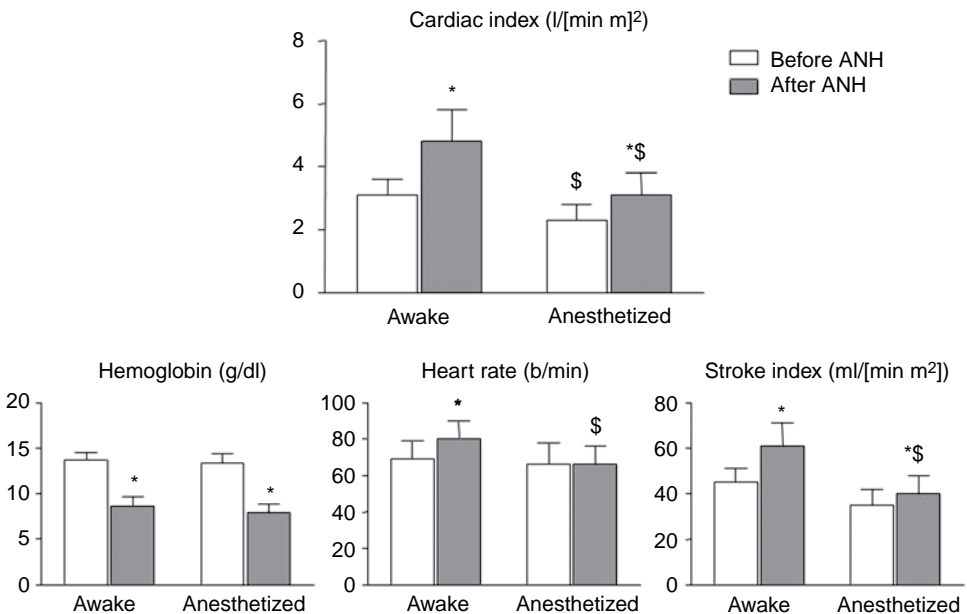 Cardiac index (l/[min m]²)
Before ANH
After ANH
8
6
4
2
0
*
$
*$
Awake
Anesthetized
Hemoglobin (g/dl)
20
15
10
5
0
*
*
Awake
Anesthetized
Heart rate (b/min)
100
80
60
40
20
0
*
$
Awake
Anesthetized
Stroke index (ml/[min m²])
80
60
40
20
0
*
*$
Awake
Anesthetized